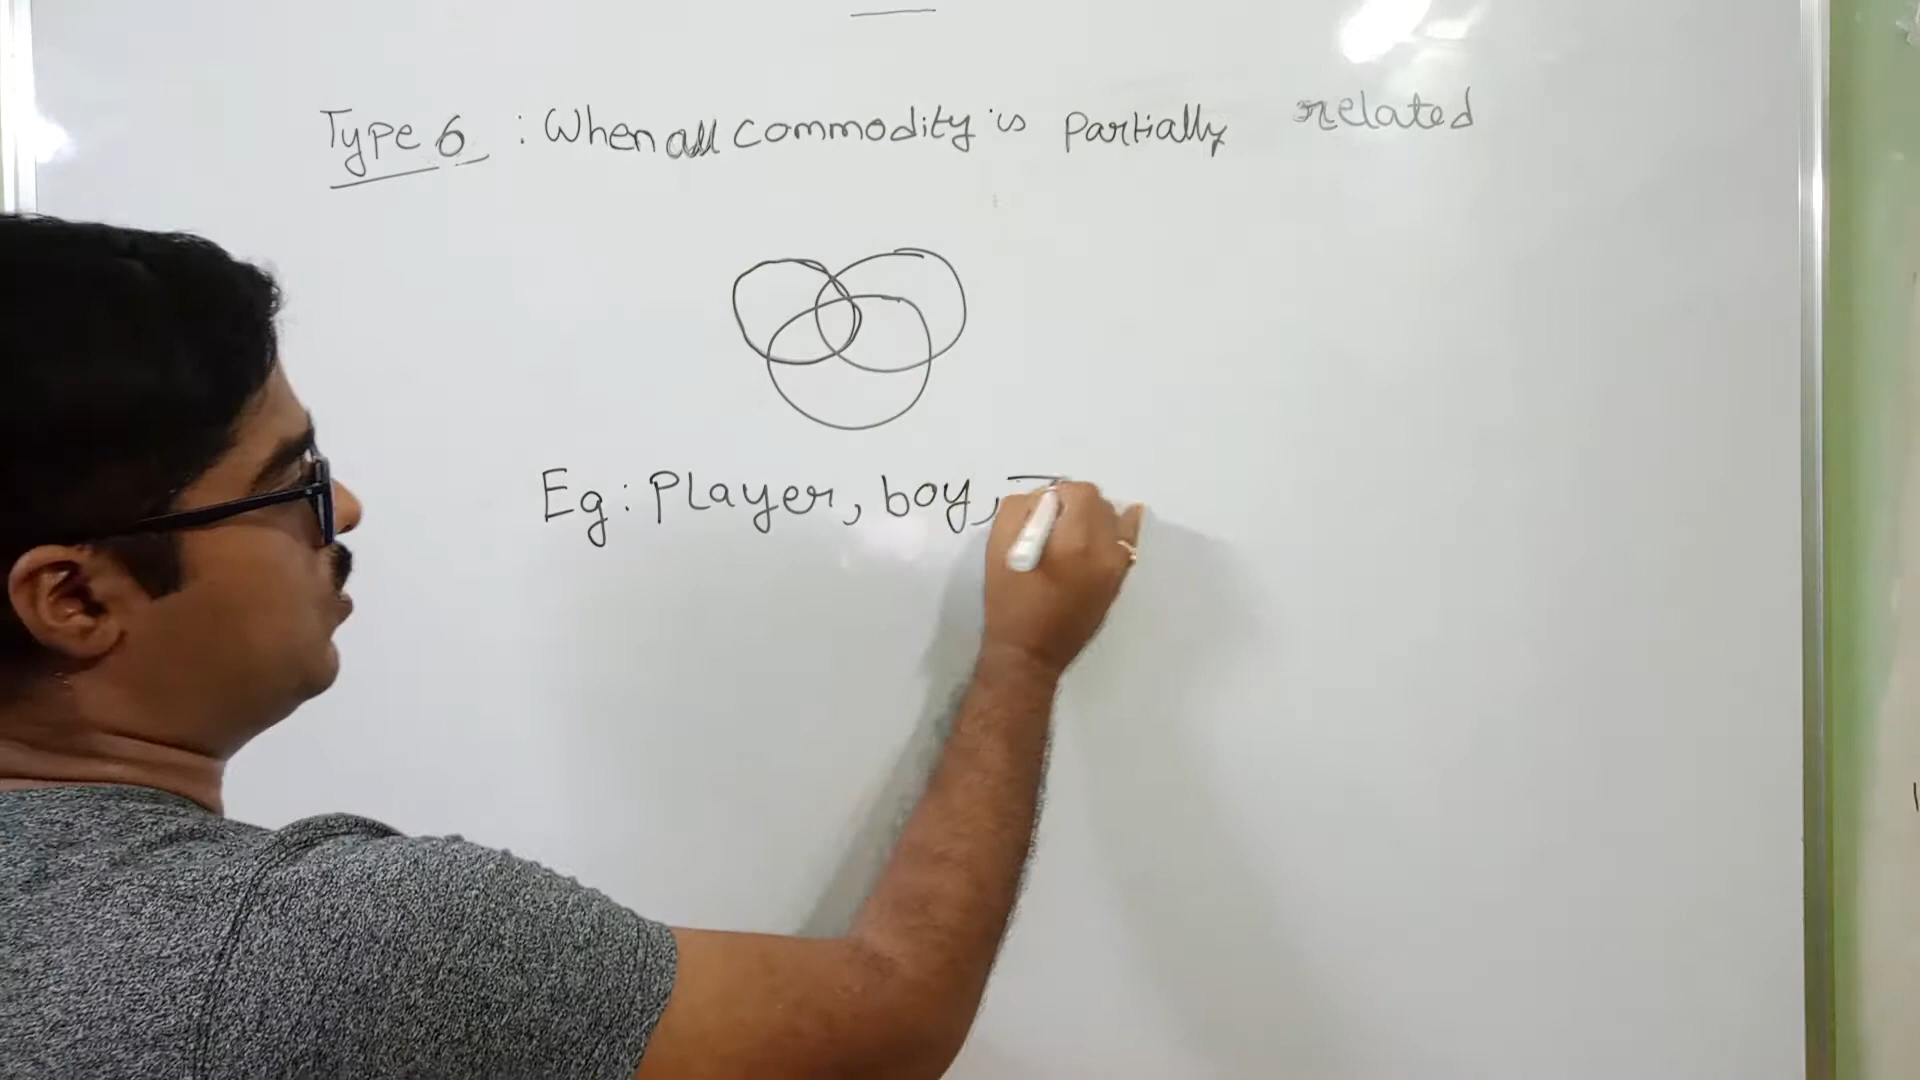 Type 6 : When all commodity is Partially related
Eg : Player, boy,